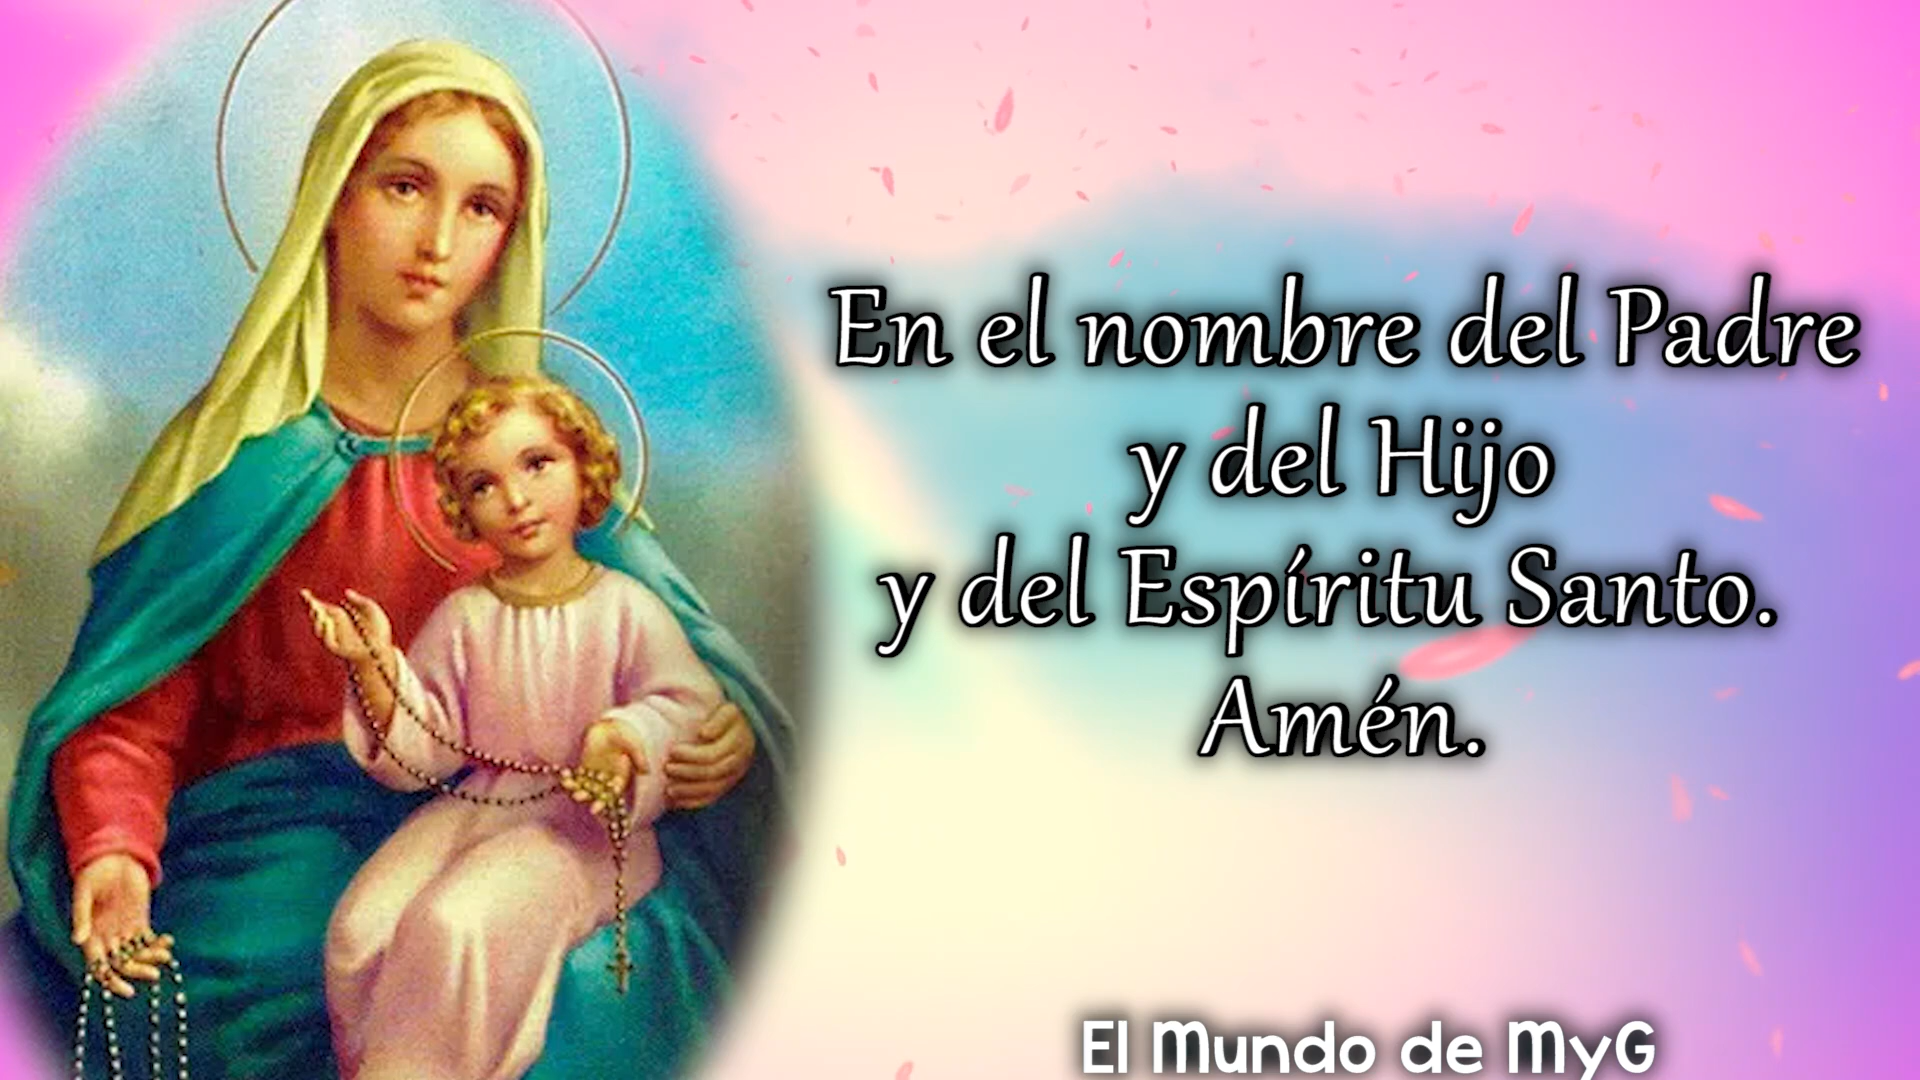 En el nombre del Padre
y del Hijo
y del Espíritu Santo.
Amén.
El Mundo de MyG